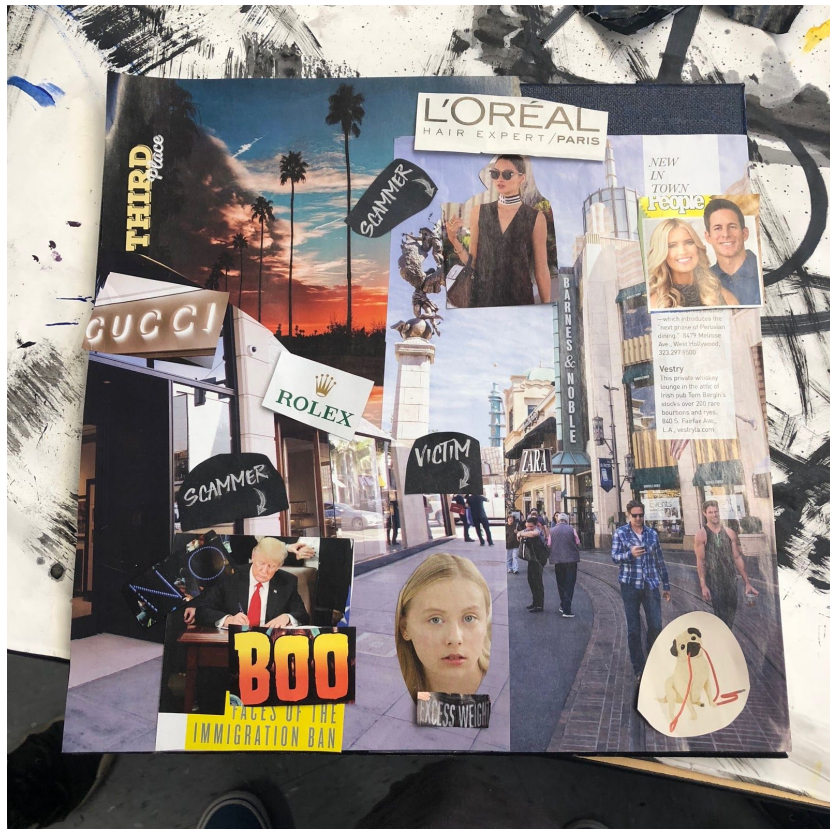 L'ORÉAL
HAIR EXPERT/PARIS
THIRD
place
SCAMMER
NEW
IN
TOWN
People
GUCCI
ROLEX
BARNES & NOBLE
—which introduces the
"next phase of Peruvian
dining." 8479 Melrose
Ave., West Hollywood,
323.297.9500
Vestry
This private whiskey
lounge in the attic of
Irish pub Tom Bergin's
stocks over 200 rare
bourbons and ryes.
840 S. Fairfax Ave.,
L.A., vestryla.com
SCAMMER
VICTIM
ZARA
BOO
FACES OF THE
IMMIGRATION BAN
EXCESS WEIGHT